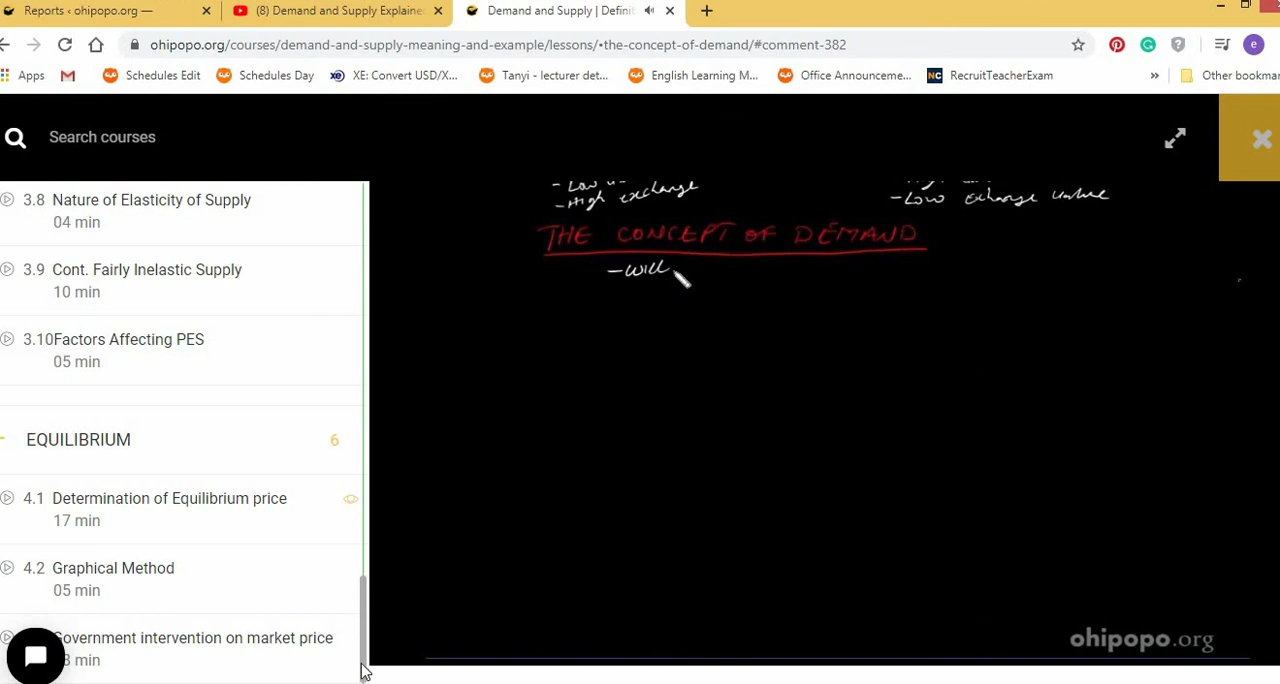 Reports ‹ ohipopo.org —
(8) Demand and Supply Explaine
Demand and Supply | Definit
ohipopo.org/courses/demand-and-supply-meaning-and-example/lessons/•the-concept-of-demand/#comment-382
e
Apps
Schedules Edit
Schedules Day
XE: Convert USD/X...
Tanyi - lecturer det...
English Learning M...
Office Announceme...
NC RecruitTeacherExam
»
Other bookmar
Search courses
3.8 Nature of Elasticity of Supply
04 min
3.9 Cont. Fairly Inelastic Supply
10 min
3.10Factors Affecting PES
05 min
EQUILIBRIUM 6
4.1 Determination of Equilibrium price
17 min
4.2 Graphical Method
05 min
Government intervention on market price
min
- Low
- High exchange
- Low exchange value
THE CONCEPT OF DEMAND
- will
ohipopo.org